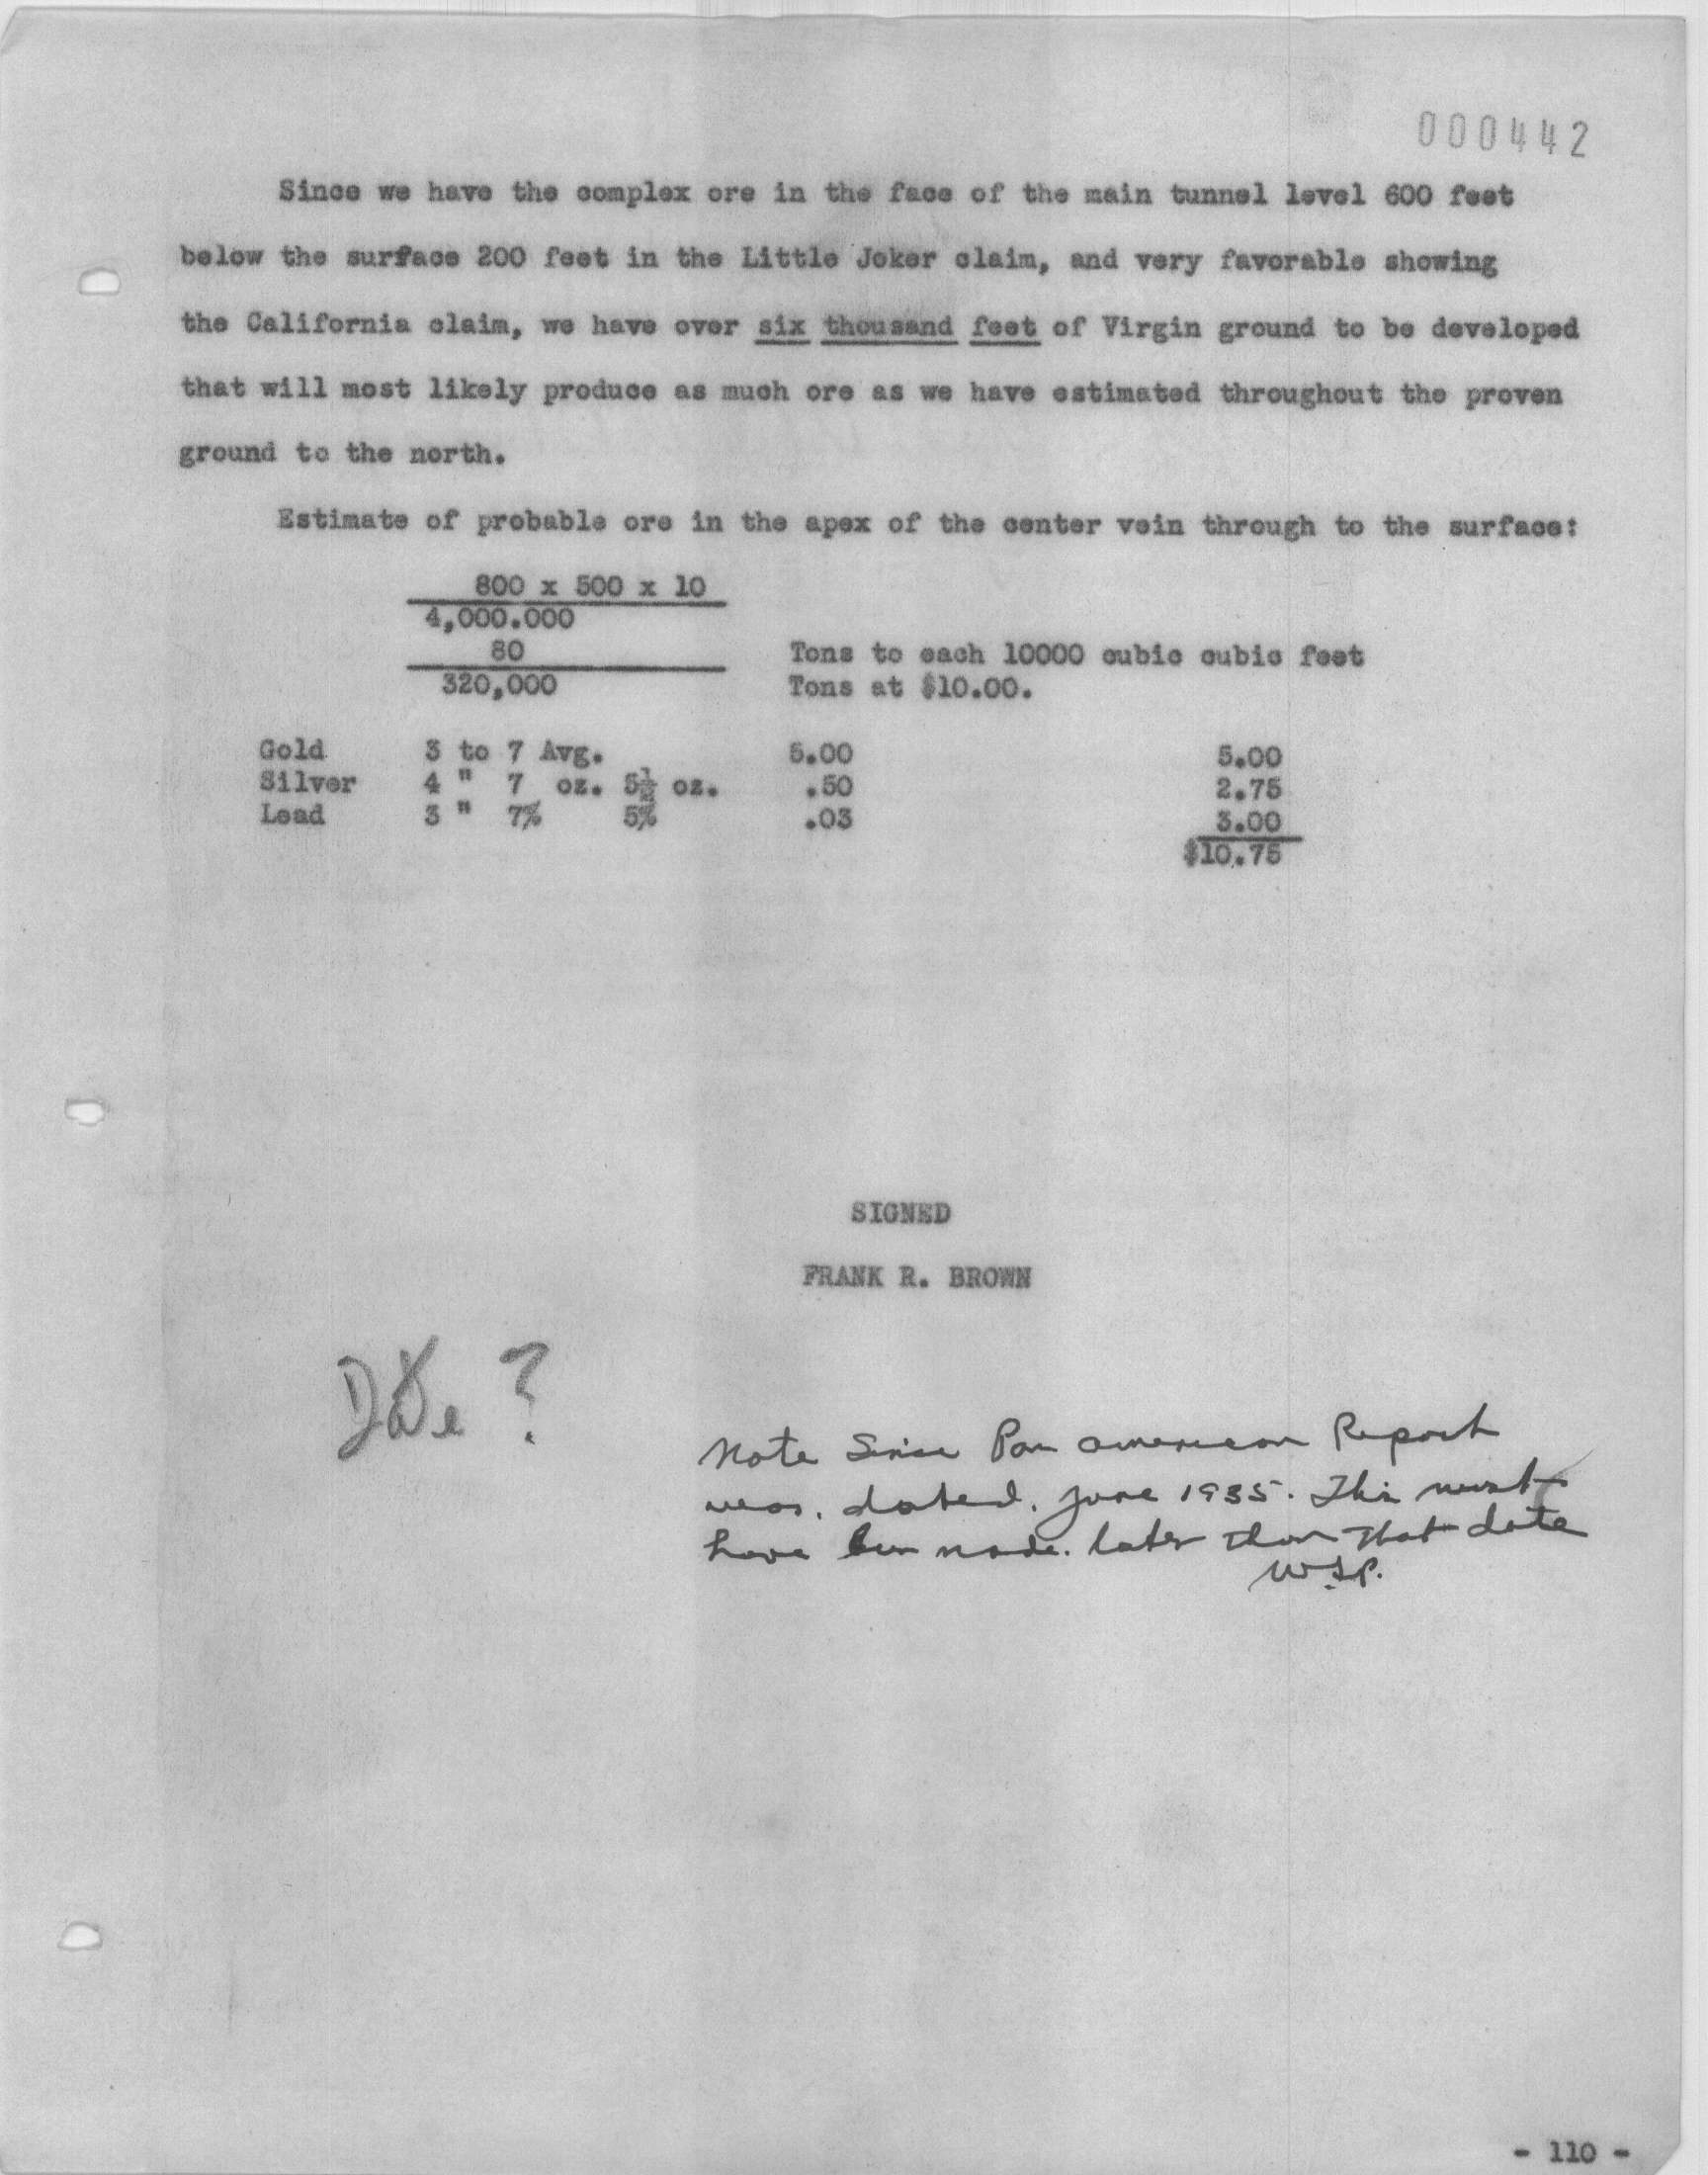 000442
Since we have the complex ore in the face of the main tunnel level 600 feet
below the surface 200 feet in the Little Joker claim, and very favorable showing
the California claim, we have over six thousand feet of Virgin ground to be developed
that will most likely produce as much ore as we have estimated throughout the proven
ground to the north.
Estimate of probable ore in the apex of the center vein through to the surface:
800 x 500 x 10
4,000.000
80 Tons to each 10000 cubic cubic feet
320,000 Tons at $10.00.
Gold 3 to 7 Avg. 5.00 5.00
Silver 4 " 7 oz. 5½ oz. .50 2.75
Lead 3 " 7% 5% .03 3.00
$10.75
SIGNED
FRANK R. BROWN
Date ?
Note Since Pan American Report
was. dated. June 1935. This must
have been made. later than that date
- 110 -